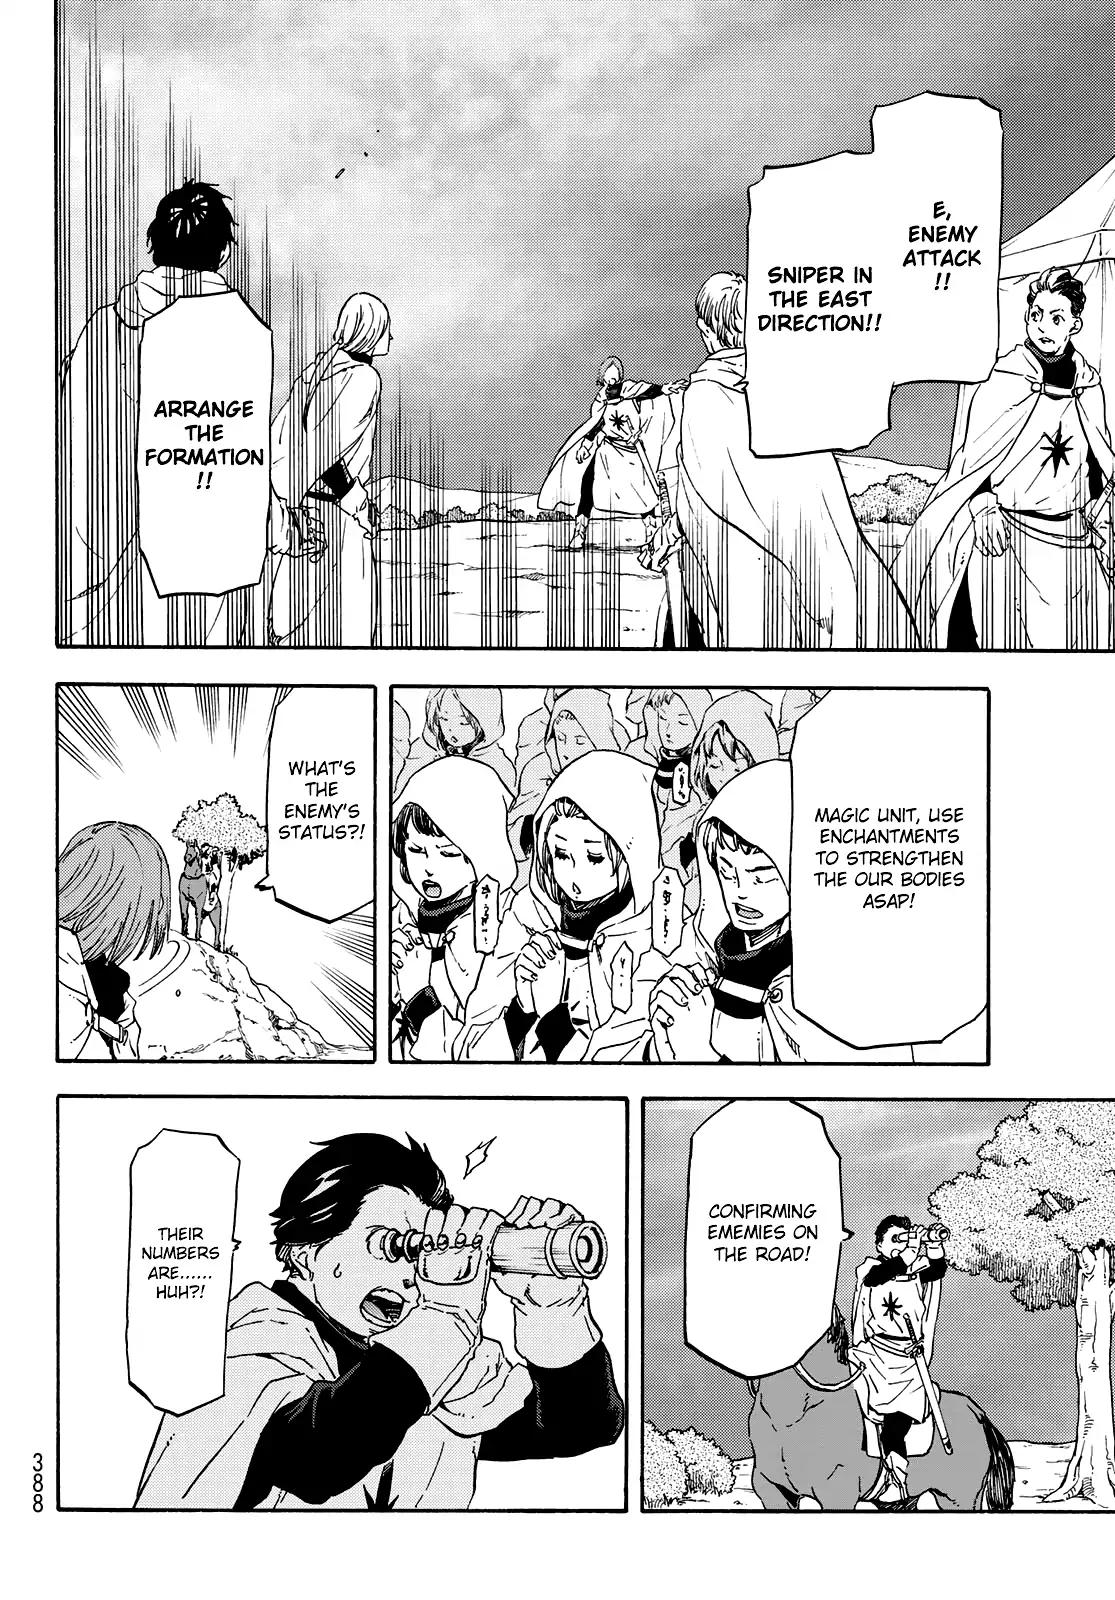 E,
ENEMY
ATTACK
!!
SNIPER IN
THE EAST
DIRECTION!!
ARRANGE
THE
FORMATION
!!
MAGIC UNIT, USE
ENCHANTMENTS
TO STRENGTHEN
THE OUR BODIES
ASAP!
WHAT'S
THE
ENEMY'S
STATUS?!
CONFIRMING
EMEMIES ON
THE ROAD!
THEIR
NUMBERS
ARE......
HUH?!
388